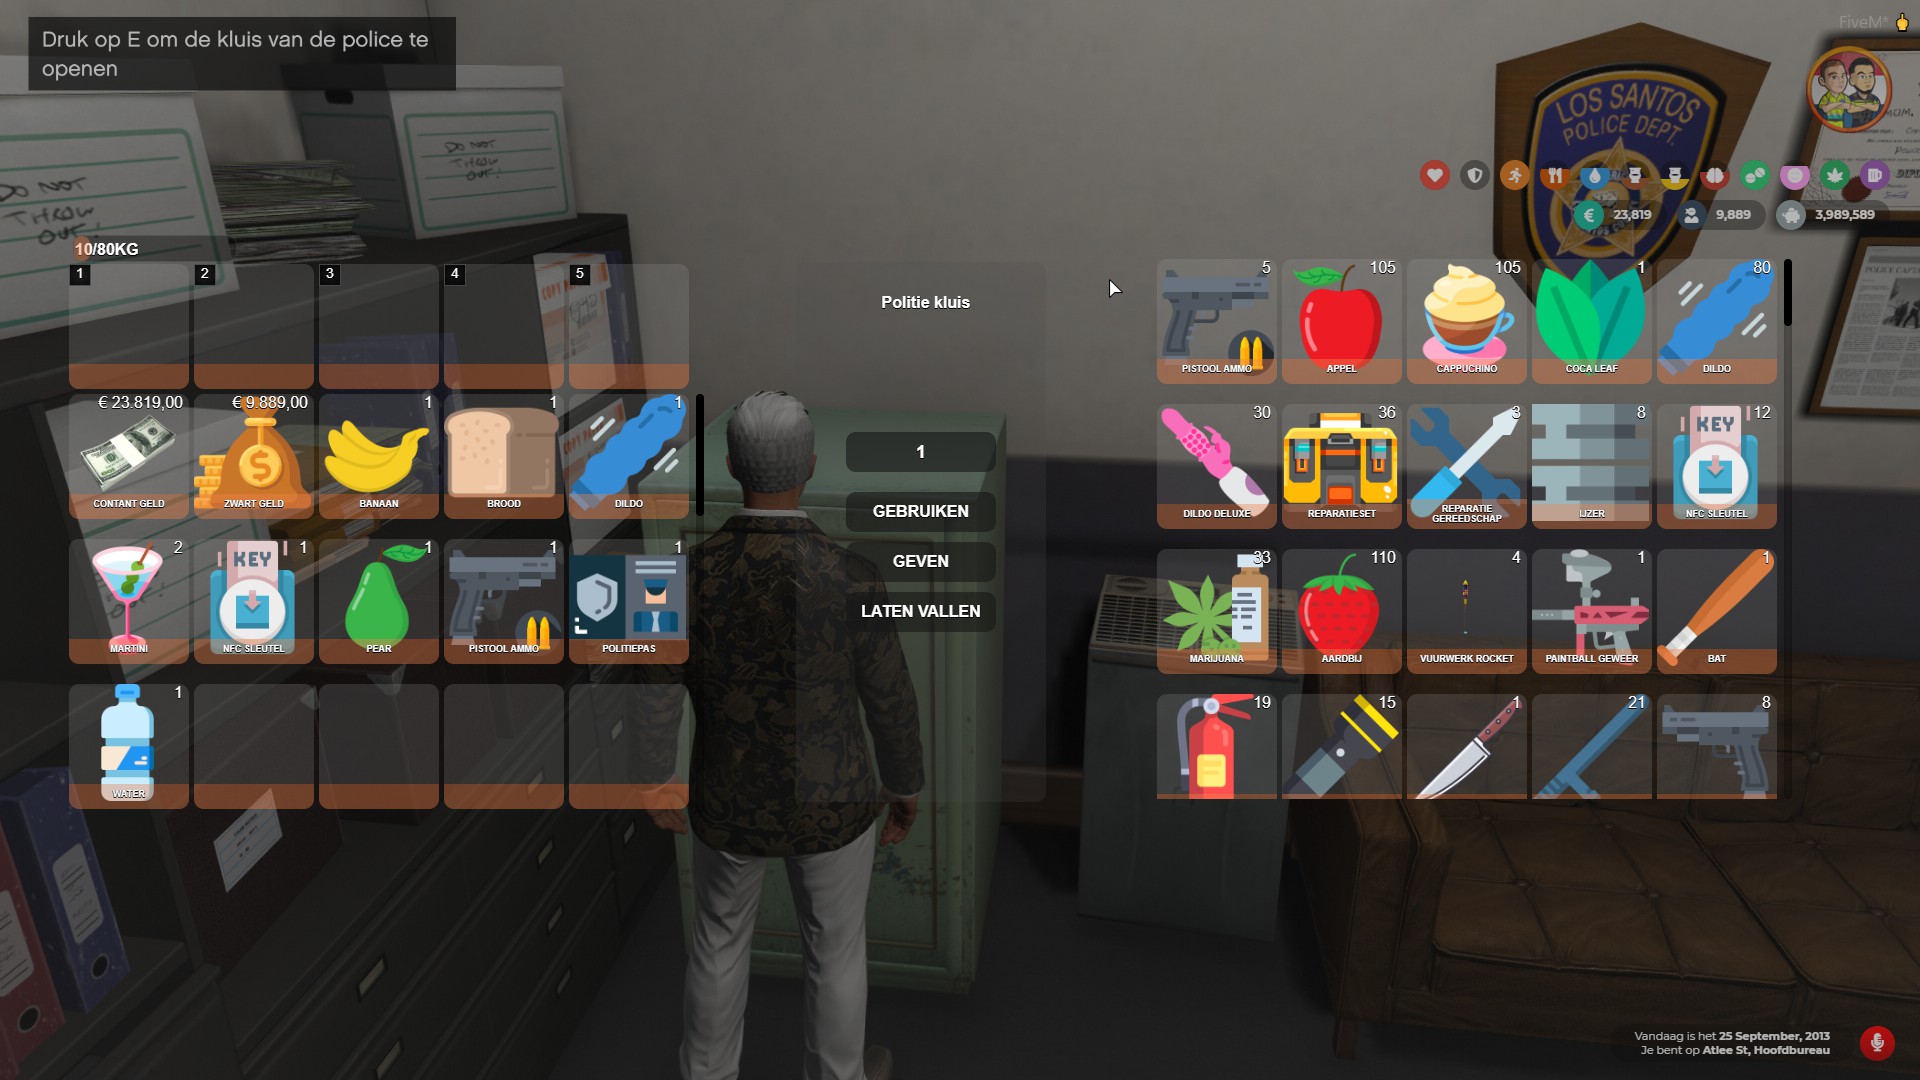 Druk op E om de kluis van de police te
openen
FiveM®
LOS SANTOS
POLICE DEPT.
DO NOT
THROW
OUT!
DO NOT
THROW
OUT!
23,819
9,889
3,989,589
10/80KG
1
2
3
4
5
€ 23.819,00
CONTANT GELD
€ 9.889,00
ZWART GELD
1
BANAAN
1
BROOD
1
DILDO
2
MARTINI
1
KEY
NFC SLEUTEL
1
PEAR
1
PISTOOL AMMO
1
POLITIEPAS
1
WATER
Politie kluis
1
GEBRUIKEN
GEVEN
LATEN VALLEN
5
PISTOOL AMMO
105
APPEL
105
CAPPUCHINO
1
COCA LEAF
80
DILDO
30
DILDO DELUXE
36
REPARATIESET
3
REPARATIE
GEREEDSCHAP
8
IJZER
12
KEY
NFC SLEUTEL
33
MARIJUANA
110
AARDBIJ
4
VUURWERK ROCKET
1
PAINTBALL GEWEER
1
BAT
19
15
1
21
8
Vandaag is het 25 September, 2013
Je bent op Atlee St, Hoofdbureau